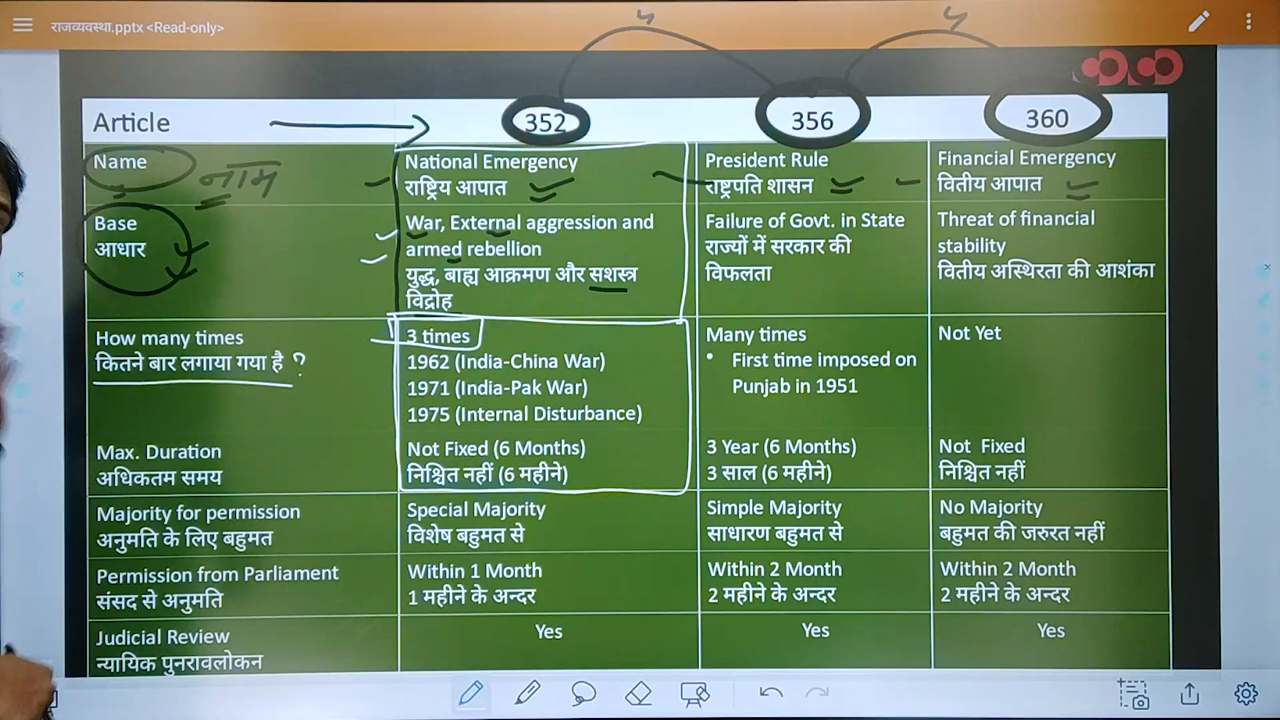 राजव्यवस्था.pptx <Read-only>
Article
352
356
360
Name
नाम
National Emergency
राष्ट्रिय आपात
President Rule
राष्ट्रपति शासन
Financial Emergency
वितीय आपात
Base
आधार
War, External aggression and
armed rebellion
युद्ध, बाह्य आक्रमण और सशस्त्र
विद्रोह
Failure of Govt. in State
राज्यों में सरकार की
विफलता
Threat of financial
stability
वितीय अस्थिरता की आशंका
How many times
कितने बार लगाया गया है ?
3 times
1962 (India-China War)
1971 (India-Pak War)
1975 (Internal Disturbance)
Many times
• First time imposed on
Punjab in 1951
Not Yet
Max. Duration
अधिकतम समय
Not Fixed (6 Months)
निश्चित नहीं (6 महीने)
3 Year (6 Months)
3 साल (6 महीने)
Not Fixed
निश्चित नहीं
Majority for permission
अनुमति के लिए बहुमत
Special Majority
विशेष बहुमत से
Simple Majority
साधारण बहुमत से
No Majority
बहुमत की जरुरत नहीं
Permission from Parliament
संसद से अनुमति
Within 1 Month
1 महीने के अन्दर
Within 2 Month
2 महीने के अन्दर
Within 2 Month
2 महीने के अन्दर
Judicial Review
न्यायिक पुनरावलोकन
Yes
Yes
Yes